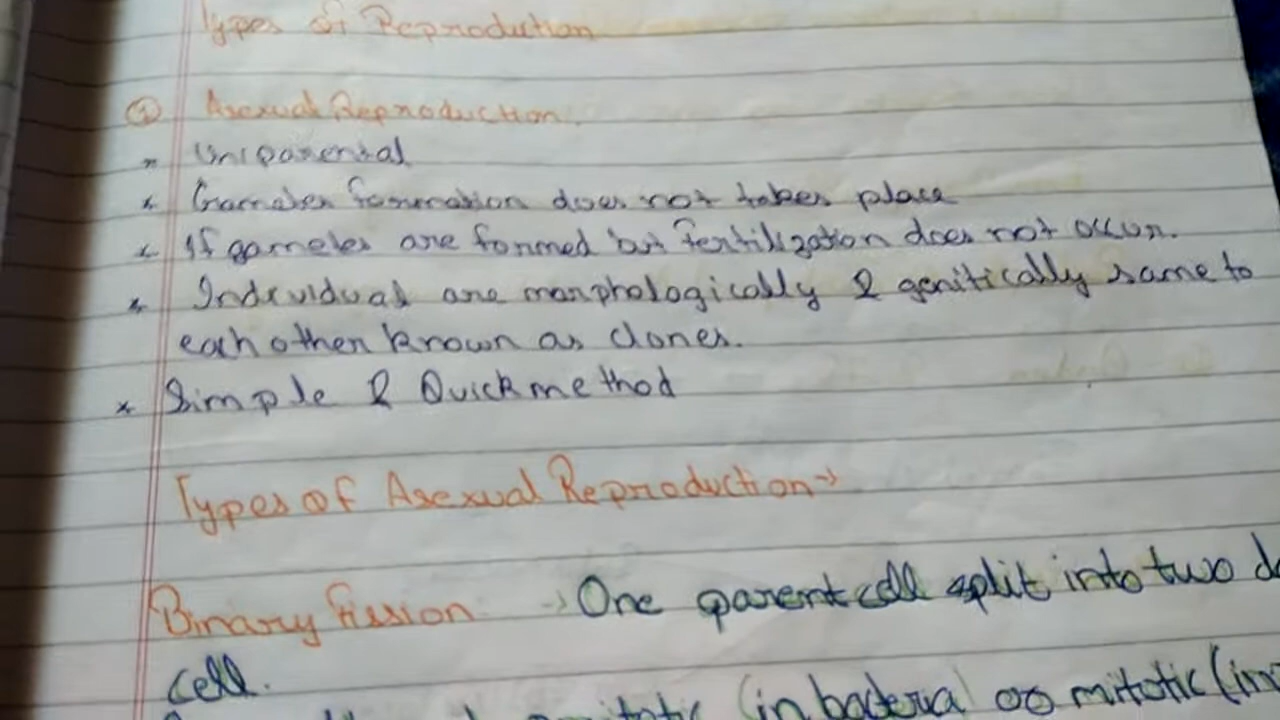 Types of Reproduction
① Asexual Reproduction.
* Uniparental
* Gametes formation does not takes place
* If gametes are formed but fertilization does not occur.
* Individual are morphologically & genitically same to
each other known as clones.
* Simple & Quick method
Types of Asexual Reproduction →
Binary fission → One parent cell split into two
cell.
(in bacteria) or mitotic (in